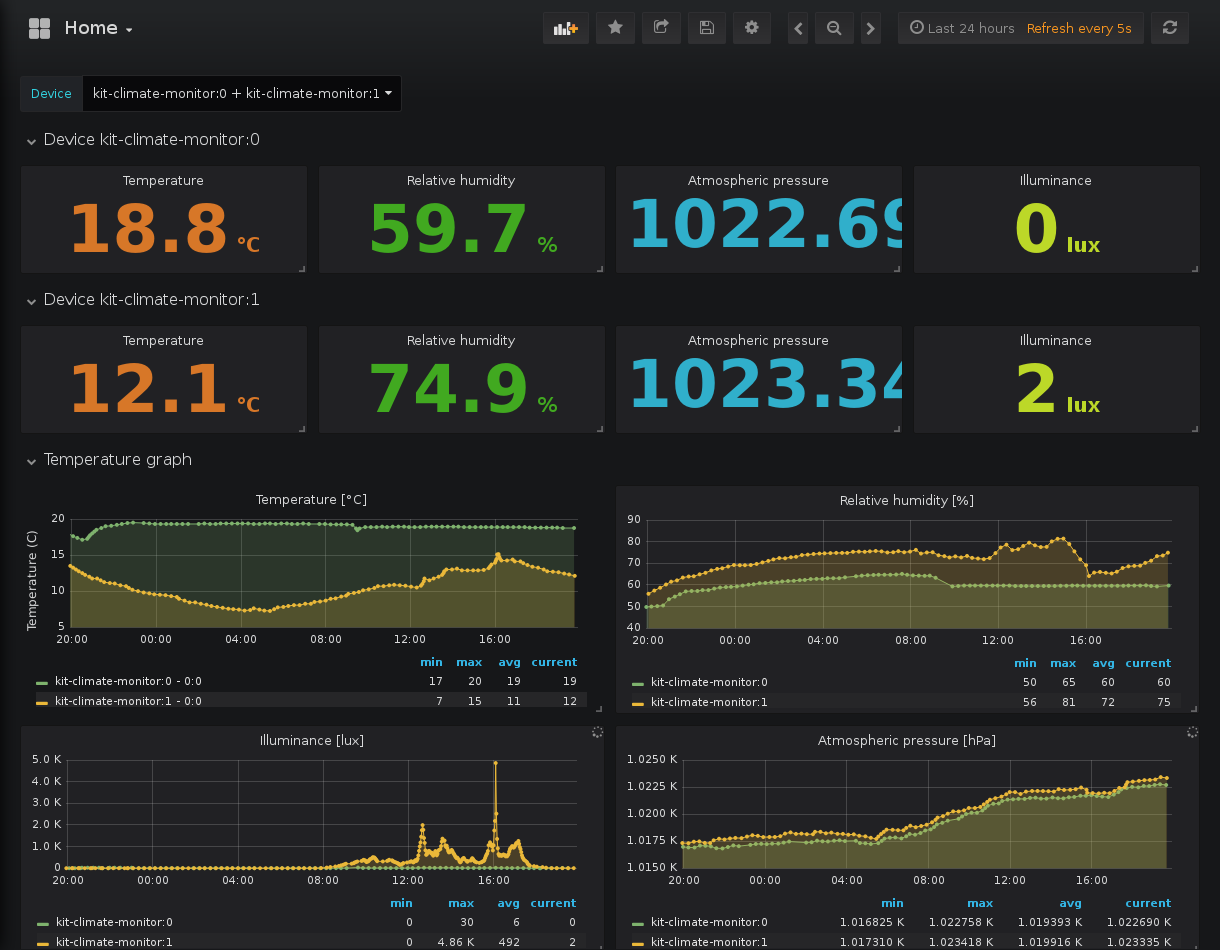 Home
Last 24 hours Refresh every 5s
Device kit-climate-monitor:0 + kit-climate-monitor:1
Device kit-climate-monitor:0
Temperature
18.8 °C
Relative humidity
59.7 %
Atmospheric pressure
1022.69
Illuminance
0 lux
Device kit-climate-monitor:1
Temperature
12.1 °C
Relative humidity
74.9 %
Atmospheric pressure
1023.34
Illuminance
2 lux
Temperature graph
Temperature [°C]
Temperature (C)
20
15
10
5
20:00 00:00 04:00 08:00 12:00 16:00
min max avg current
kit-climate-monitor:0 - 0:0 17 20 19 19
kit-climate-monitor:1 - 0:0 7 15 11 12
Relative humidity [%]
90
80
70
60
50
40
20:00 00:00 04:00 08:00 12:00 16:00
min max avg current
kit-climate-monitor:0 50 65 60 60
kit-climate-monitor:1 56 81 72 75
Illuminance [lux]
5.0 K
4.0 K
3.0 K
2.0 K
1.0 K
0
20:00 00:00 04:00 08:00 12:00 16:00
min max avg current
kit-climate-monitor:0 0 30 6 0
kit-climate-monitor:1 0 4.86 K 492 2
Atmospheric pressure [hPa]
1.0250 K
1.0225 K
1.0200 K
1.0175 K
1.0150 K
20:00 00:00 04:00 08:00 12:00 16:00
min max avg current
kit-climate-monitor:0 1.016825 K 1.022758 K 1.019393 K 1.022690 K
kit-climate-monitor:1 1.017310 K 1.023418 K 1.019916 K 1.023335 K